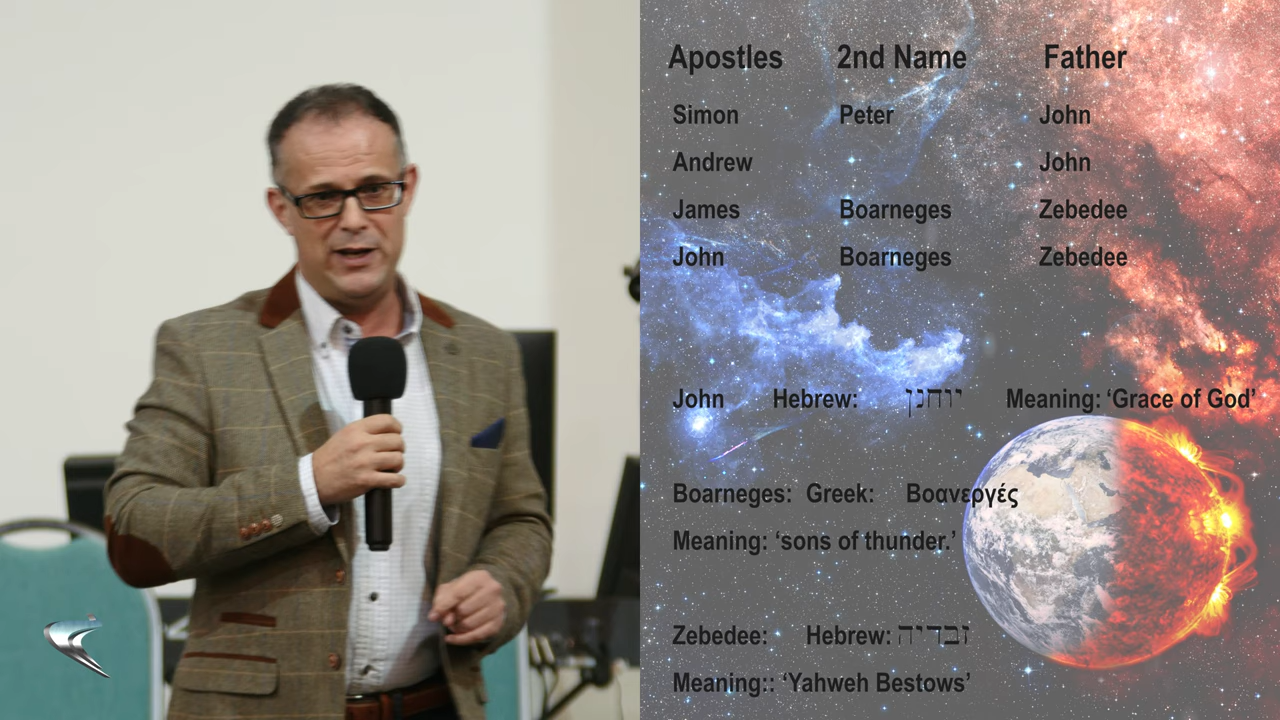 Apostles 2nd Name Father
Simon Peter John
Andrew John
James Boarneges Zebedee
John Boarneges Zebedee
John Hebrew: יוחנן Meaning: ‘Grace of God’
Boarneges: Greek: Βοανεργές
Meaning: ‘sons of thunder.’
Zebedee: Hebrew: זבדיה
Meaning:: ‘Yahweh Bestows’